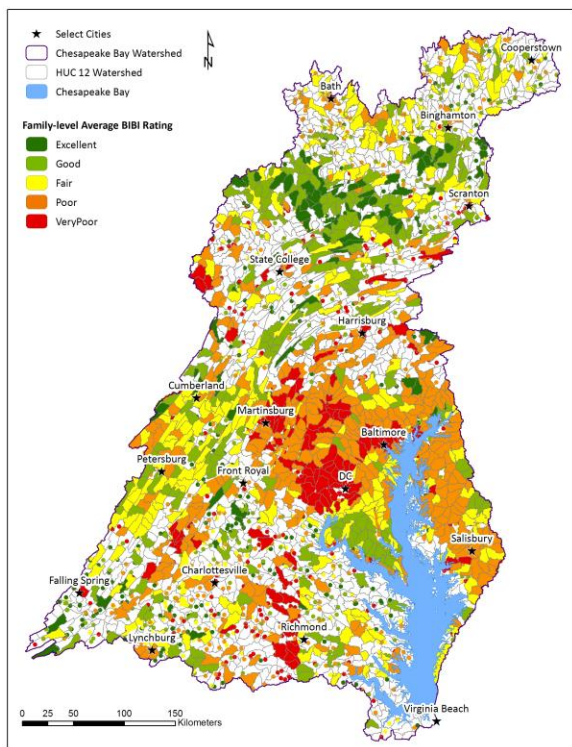 Select Cities
Chesapeake Bay Watershed
HUC 12 Watershed
Chesapeake Bay
Family-level Average BIBI Rating
Excellent
Good
Fair
Poor
VeryPoor
N
Cooperstown
Bath
Binghamton
Scranton
State College
Harrisburg
Cumberland
Martinsburg
Baltimore
Petersburg
Front Royal
DC
Salisbury
Falling Spring
Charlottesville
Lynchburg
Richmond
Virginia Beach
0 25 50 100 150
Kilometers